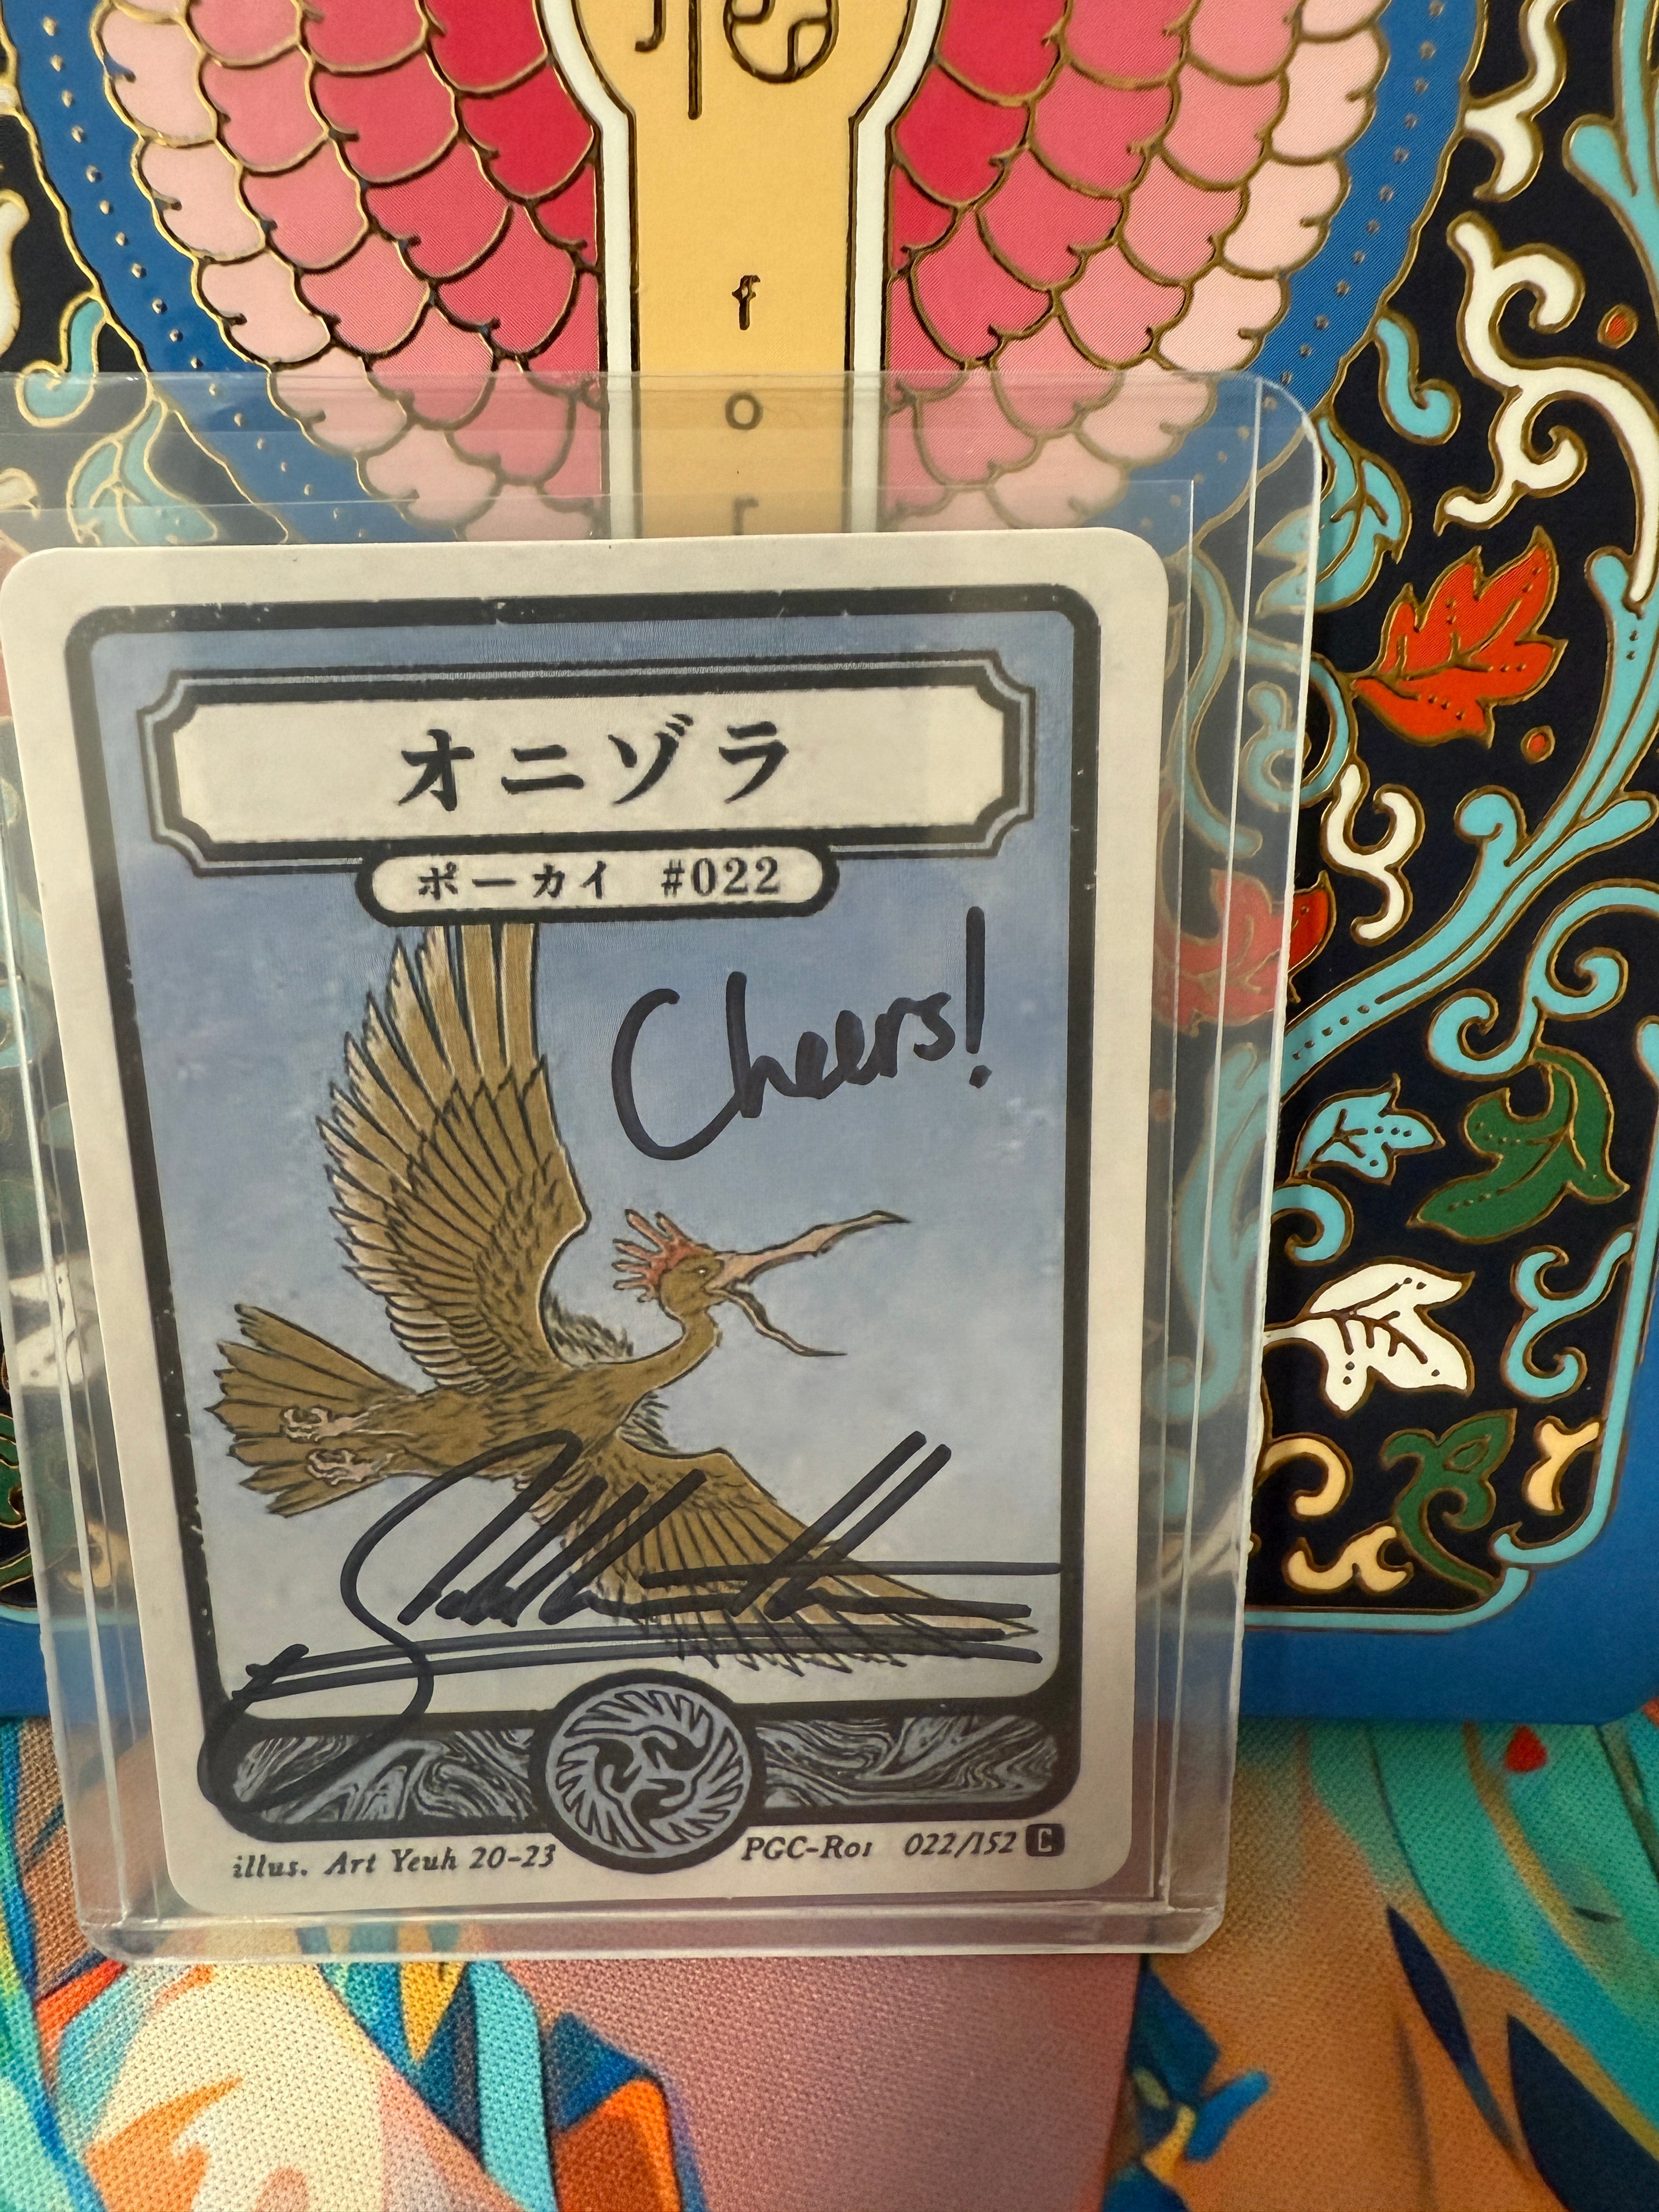 f
o
r
オニゾラ
ポーカイ #022
Cheers!
illus. Art Yeuh 20-23
PGC-R01 022/152 C